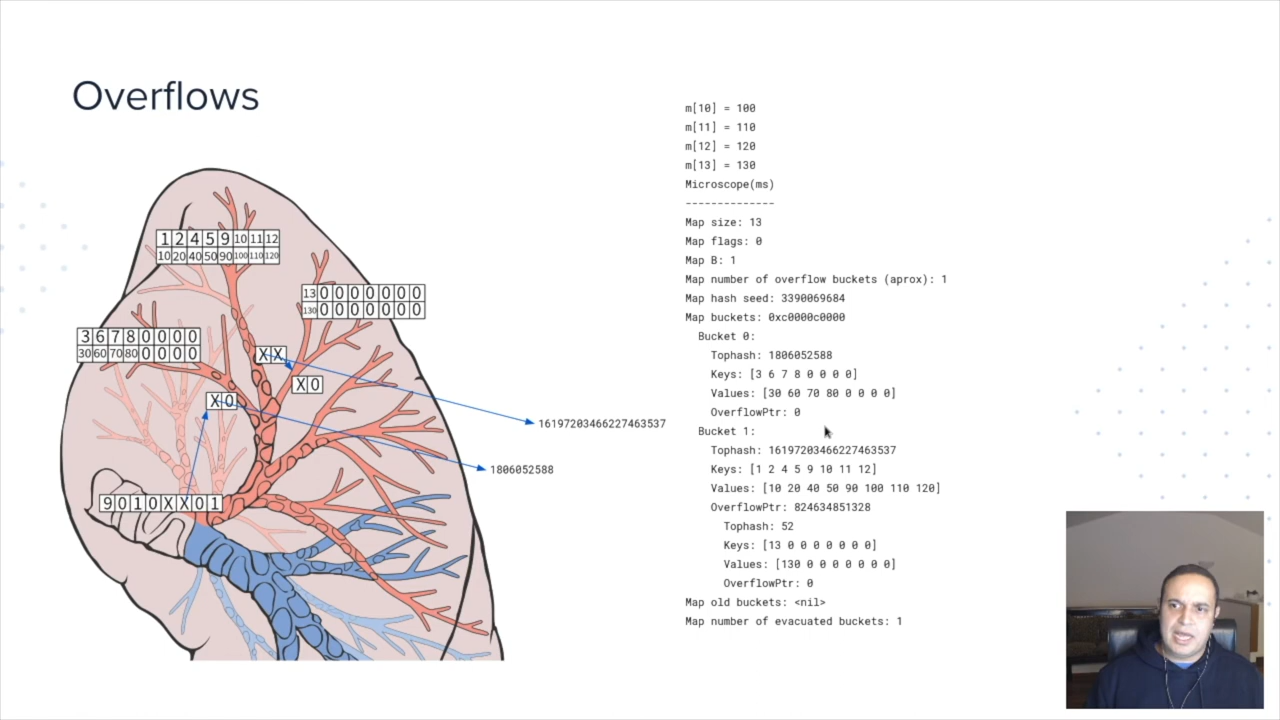 Overflows
m[10] = 100
m[11] = 110
m[12] = 120
m[13] = 130
Microscope(ms)
--------------
Map size: 13
Map flags: 0
Map B: 1
Map number of overflow buckets (aprox): 1
Map hash seed: 3390069684
Map buckets: 0xc0000c0000
Bucket 0:
Tophash: 1806052588
Keys: [3 6 7 8 0 0 0 0]
Values: [30 60 70 80 0 0 0 0]
OverflowPtr: 0
Bucket 1:
Tophash: 16197203466227463537
Keys: [1 2 4 5 9 10 11 12]
Values: [10 20 40 50 90 100 110 120]
OverflowPtr: 824634851328
Tophash: 52
Keys: [13 0 0 0 0 0 0 0]
Values: [130 0 0 0 0 0 0 0]
OverflowPtr: 0
Map old buckets: <nil>
Map number of evacuated buckets: 1
1 2 4 5 9 10 11 12
10 20 40 50 90 100 110 120
13 0 0 0 0 0 0 0
130 0 0 0 0 0 0 0
3 6 7 8 0 0 0 0
30 60 70 80 0 0 0 0
X X
X 0
X 0
16197203466227463537
1806052588
9 0 1 0 X X 0 1